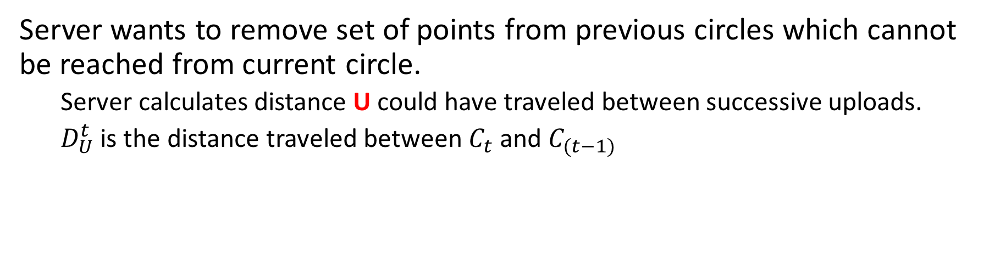 Server wants to remove set of points from previous circles which cannot
be reached from current circle.
Server calculates distance U could have traveled between successive uploads.
$D_U^t$ is the distance traveled between $C_t$ and $C_{(t-1)}$